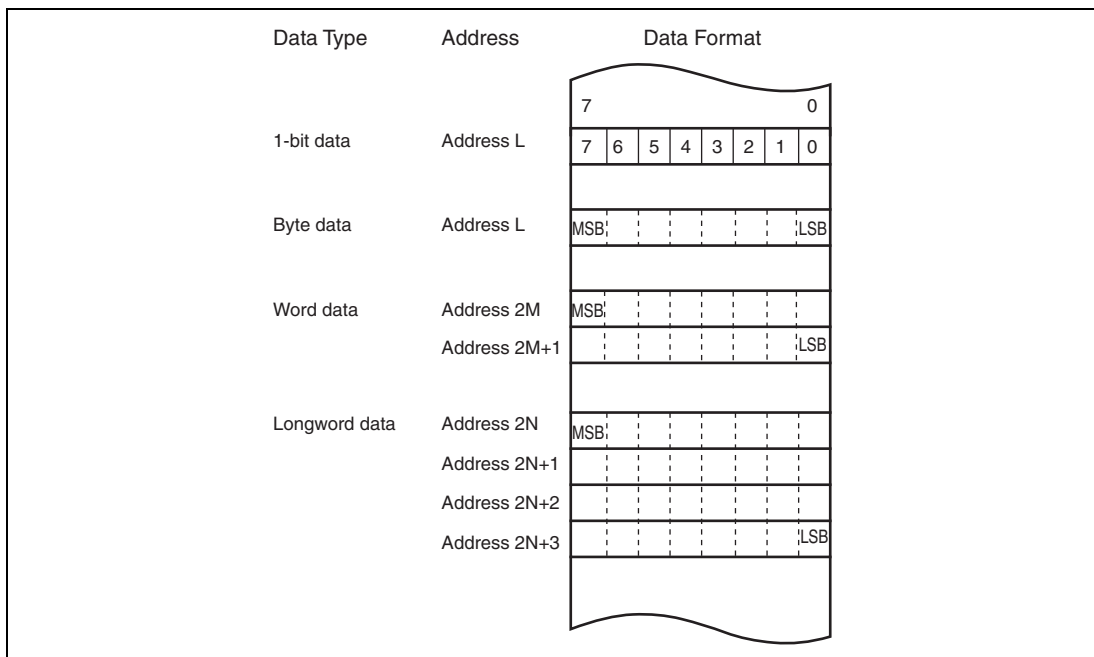 Data Type Address Data Format
7 0
1-bit data Address L 7 6 5 4 3 2 1 0
Byte data Address L MSB LSB
Word data Address 2M MSB
Address 2M+1 LSB
Longword data Address 2N MSB
Address 2N+1
Address 2N+2
Address 2N+3 LSB